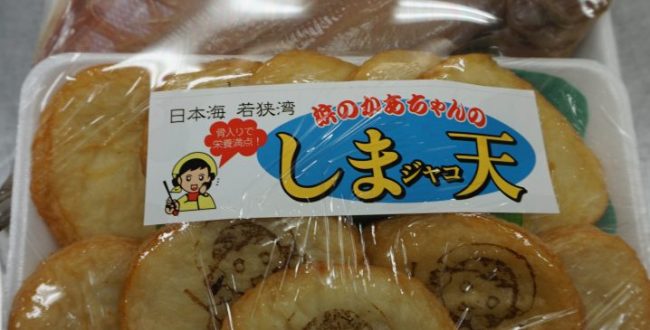 日本海 若狭湾
浜のかあちゃんの
骨入りで
栄養満点!
しまジャコ天